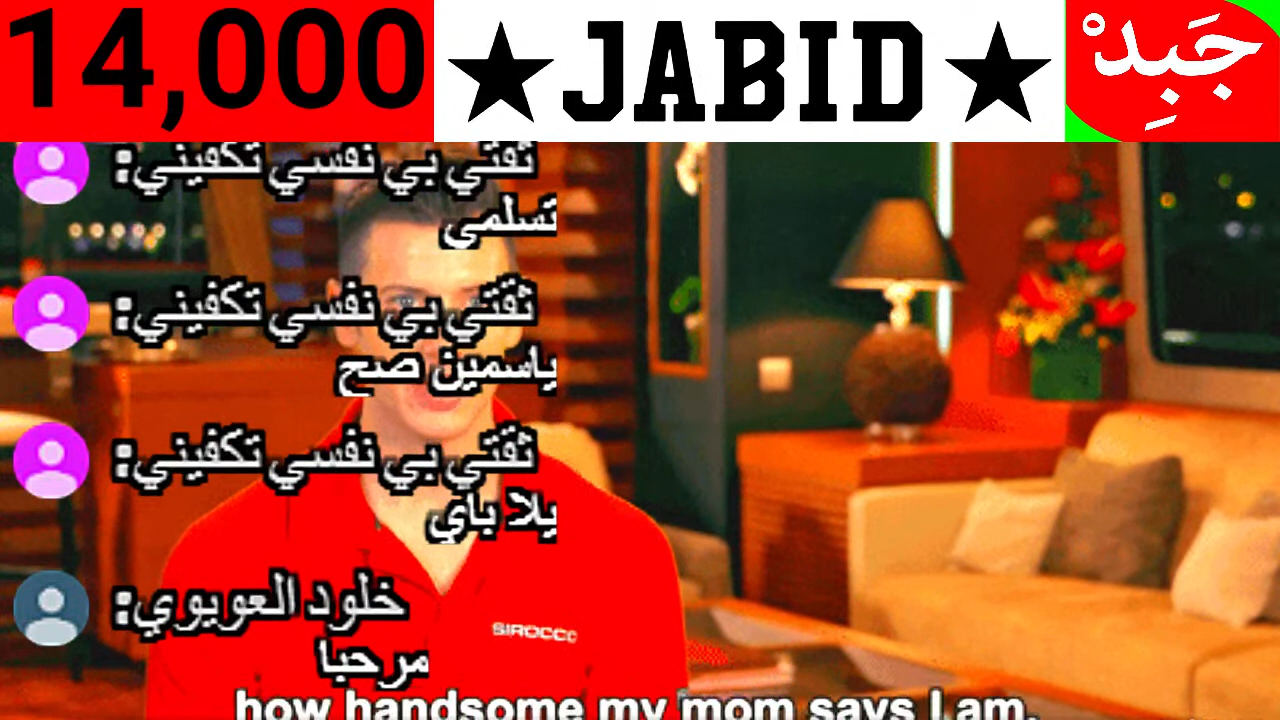 14,000
★ JABID ★
جَبِدْ
ثقتي بي نفسي تكفيني:
تسلمي
ثقتي بي نفسي تكفيني:
ياسمين صح
ثقتي بي نفسي تكفيني:
يلا باي
خلود العويوي:
مرحبا
SIROCCO
how handsome my mom says I am.